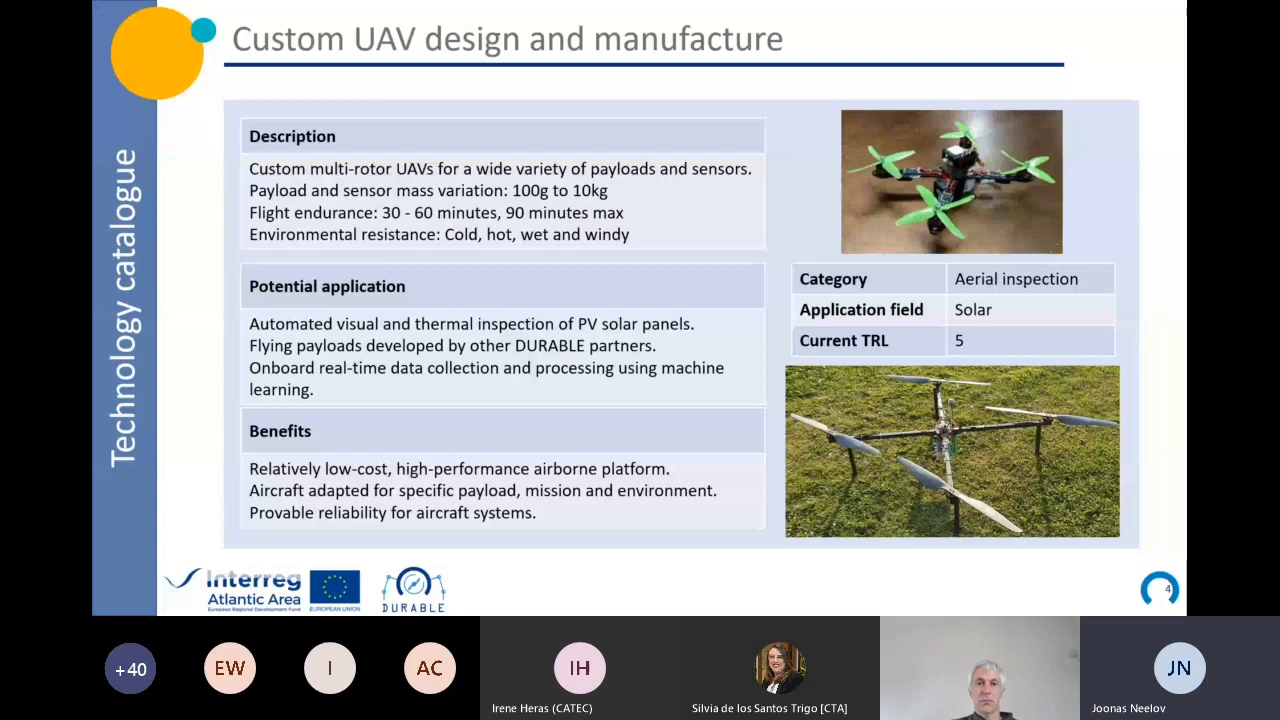 Custom UAV design and manufacture
Technology catalogue
Description
Custom multi-rotor UAVs for a wide variety of payloads and sensors.
Payload and sensor mass variation: 100g to 10kg
Flight endurance: 30 - 60 minutes, 90 minutes max
Environmental resistance: Cold, hot, wet and windy
Potential application
Automated visual and thermal inspection of PV solar panels.
Flying payloads developed by other DURABLE partners.
Onboard real-time data collection and processing using machine
learning.
Benefits
Relatively low-cost, high-performance airborne platform.
Aircraft adapted for specific payload, mission and environment.
Provable reliability for aircraft systems.
Category Aerial inspection
Application field Solar
Current TRL 5
Interreg
Atlantic Area
European Regional Development Fund
EUROPEAN UNION
DURABLE
4
+40
EW
I
AC
IH
Irene Heras (CATEC)
Silvia de los Santos Trigo [CTA]
JN
Joonas Neelov